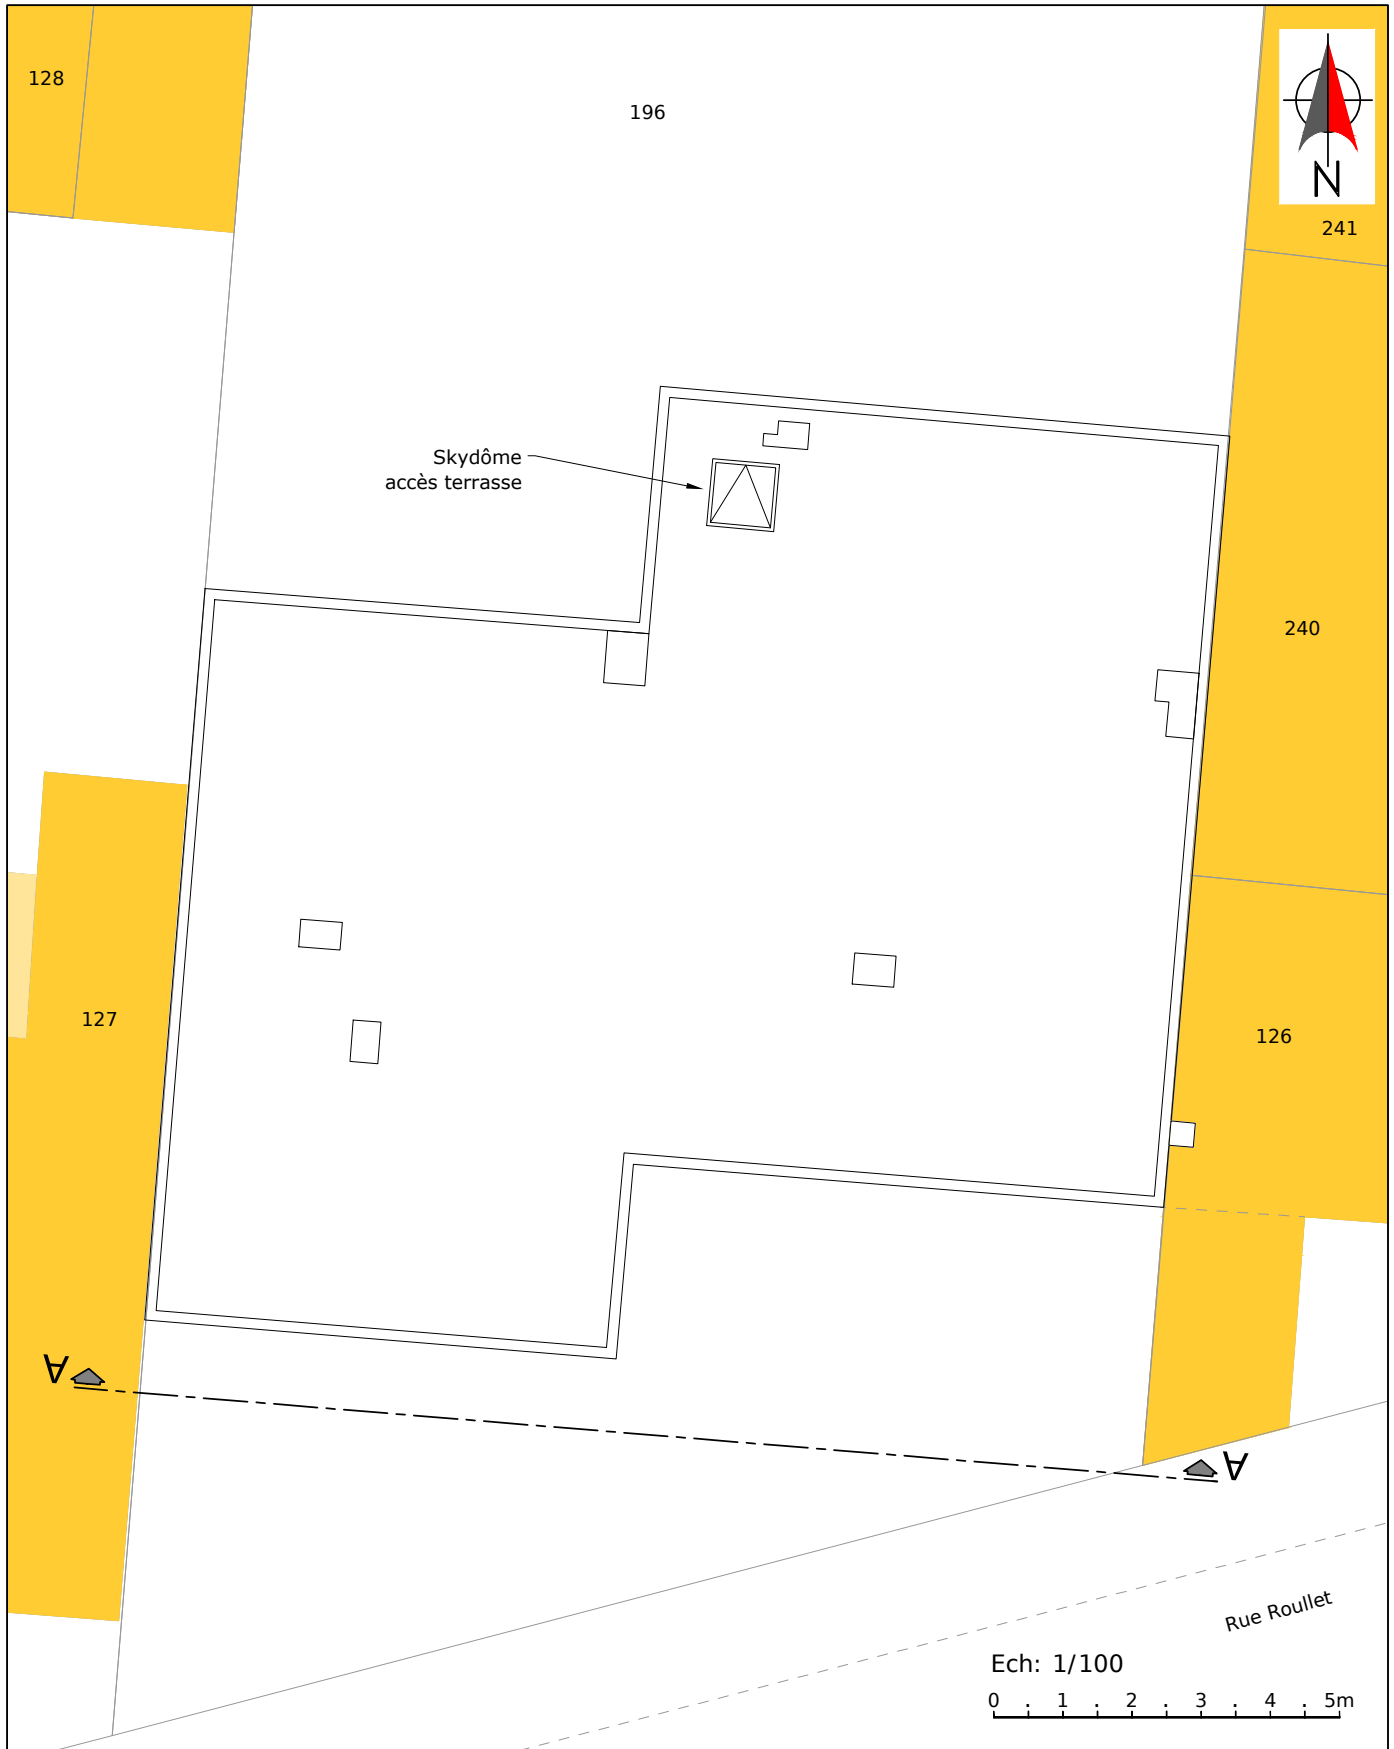 128
196
N
241
Skydôme
accès terrasse
240
127
126
A
A
Rue Roullet
Ech: 1/100
0 . 1 . 2 . 3 . 4 . 5m